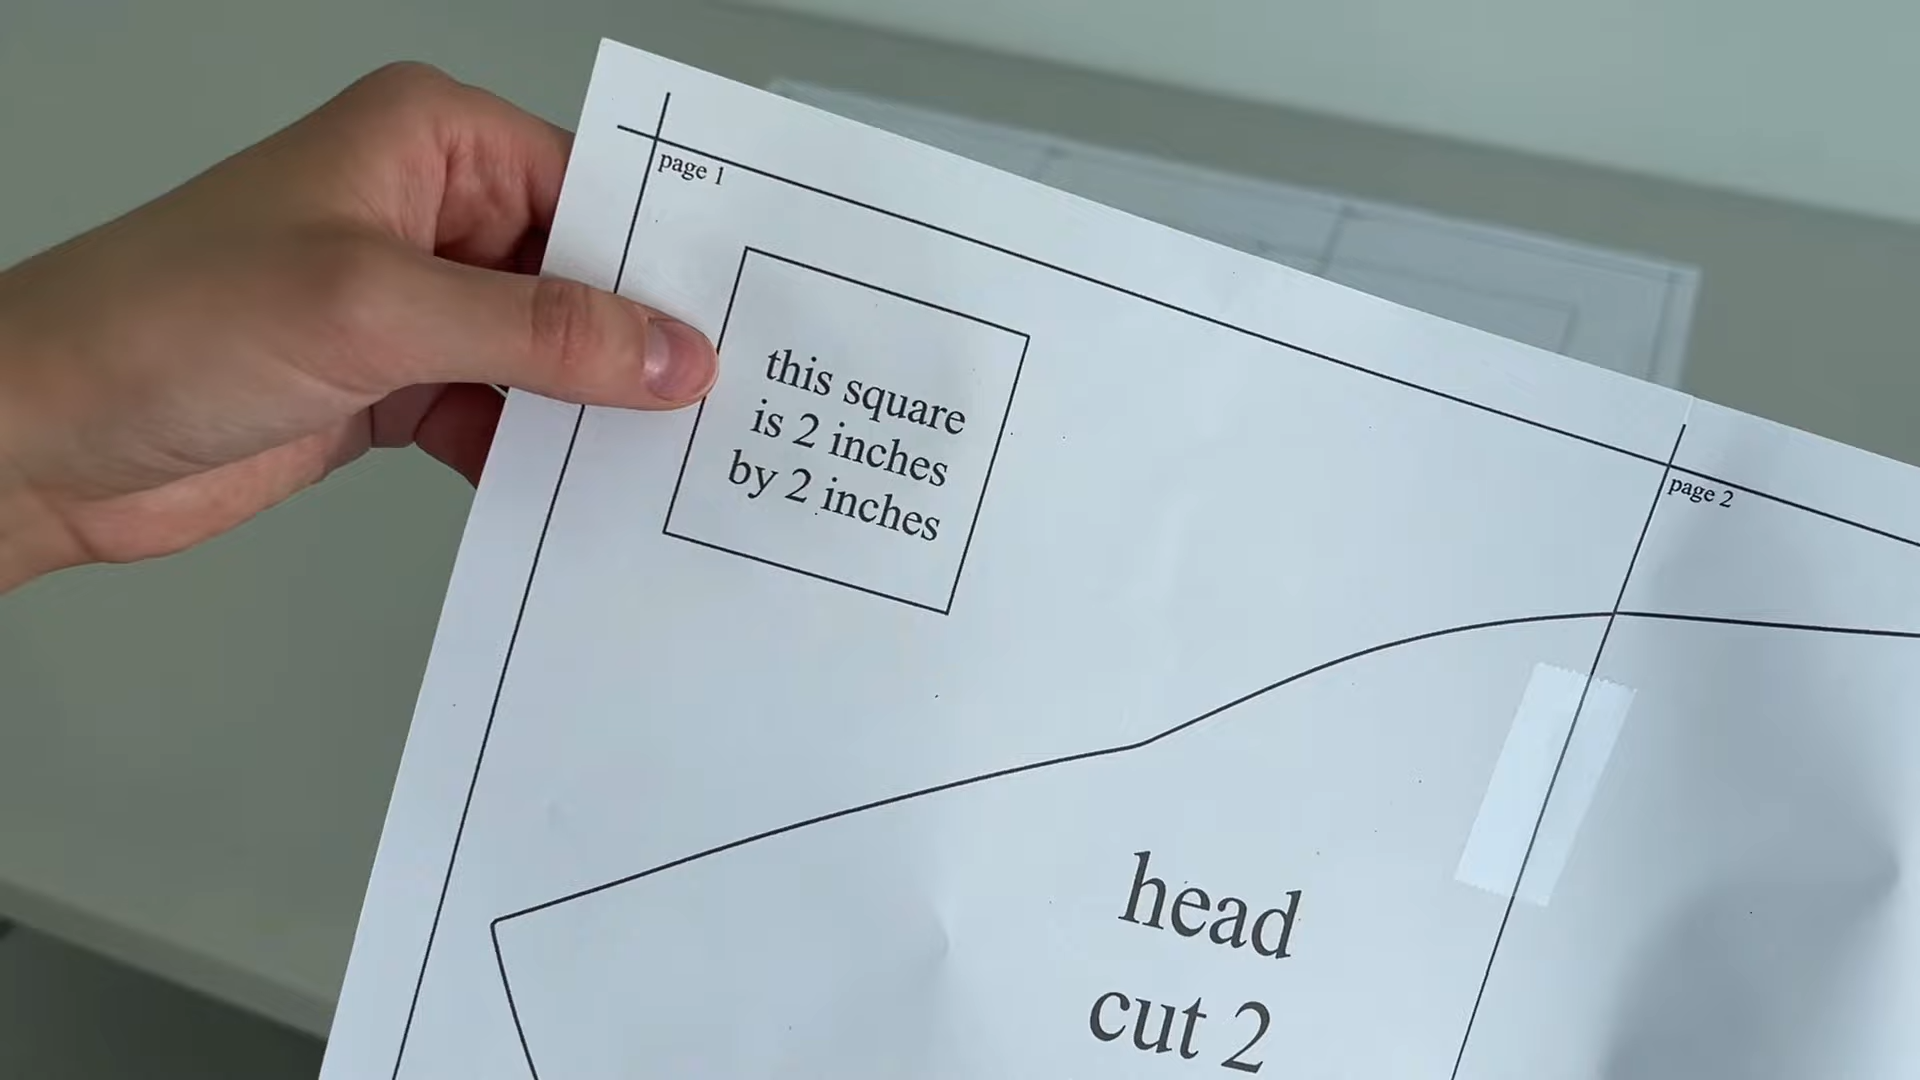 page 1
this square
is 2 inches
by 2 inches
page 2
head
cut 2